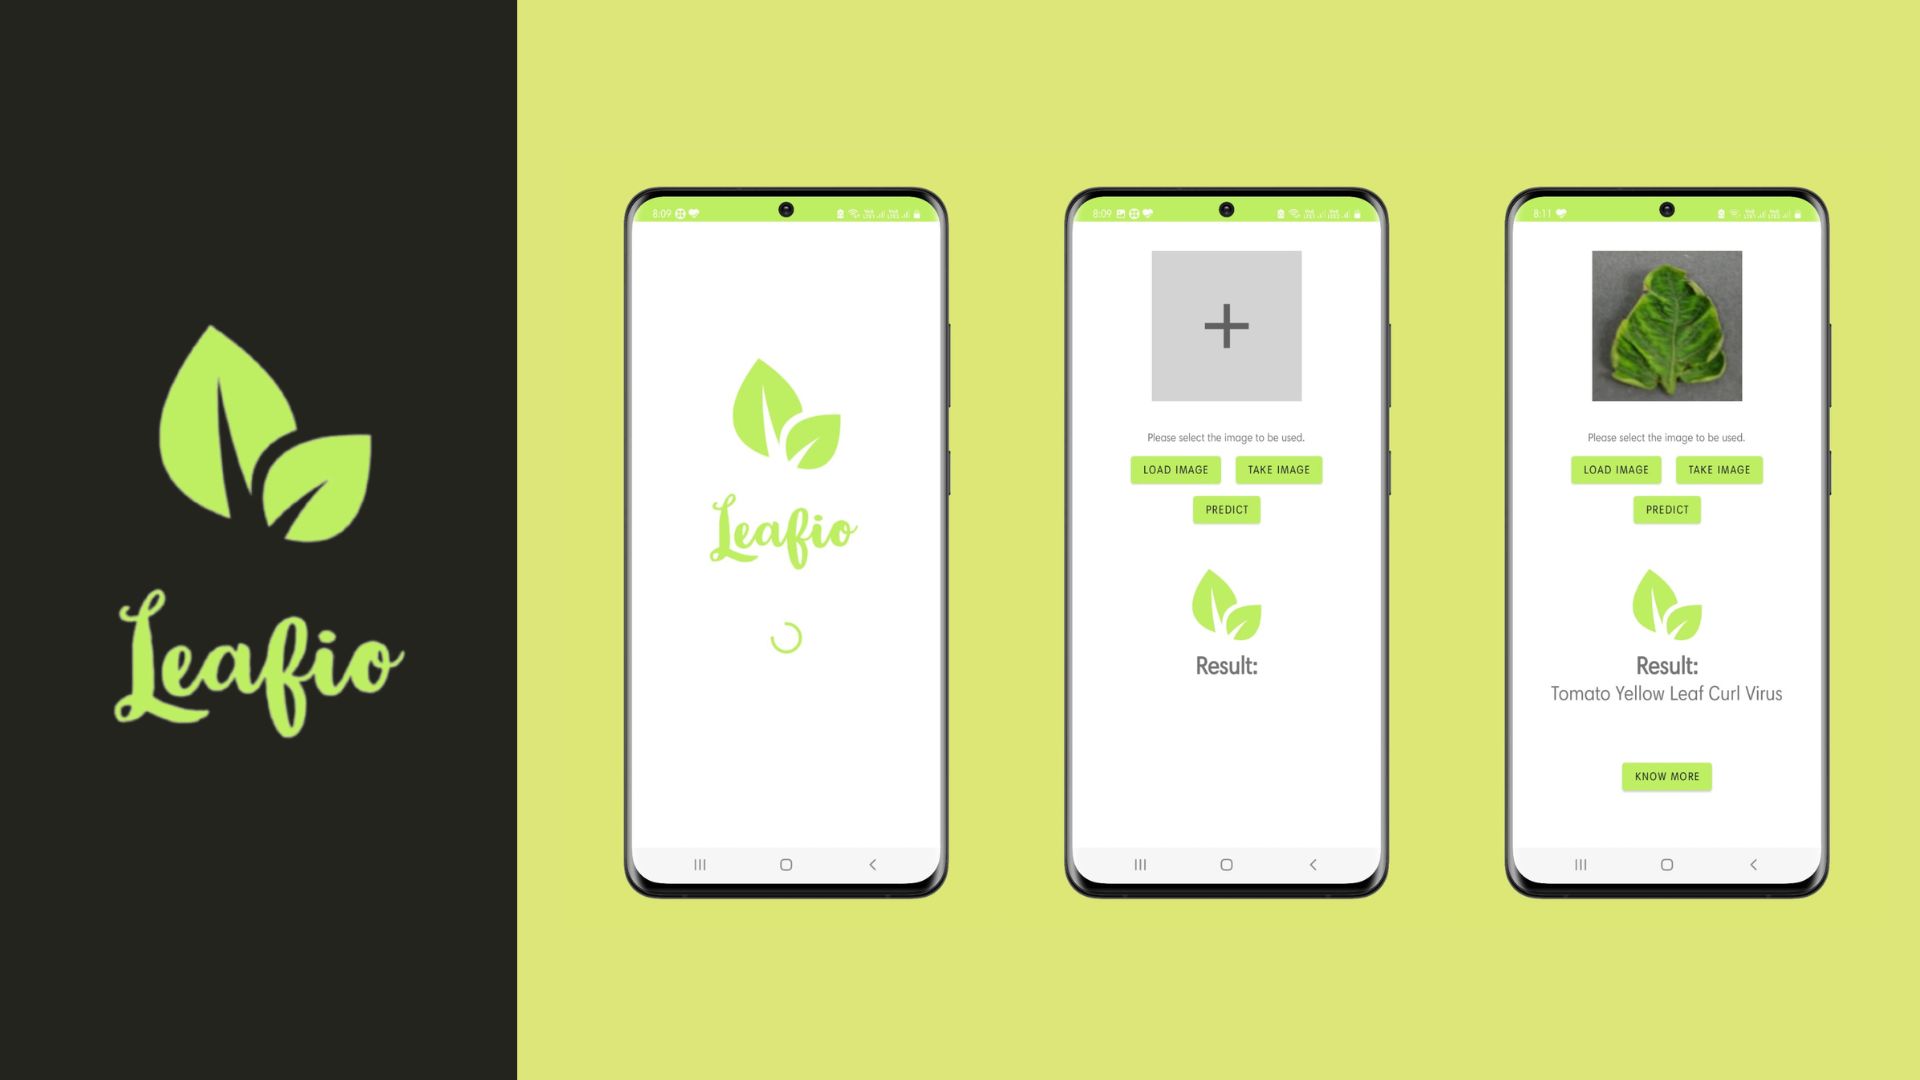 Leafio
8:09
Leafio
8:09
Please select the image to be used.
LOAD IMAGE TAKE IMAGE
PREDICT
Result:
8:11
Please select the image to be used.
LOAD IMAGE TAKE IMAGE
PREDICT
Result:
Tomato Yellow Leaf Curl Virus
KNOW MORE